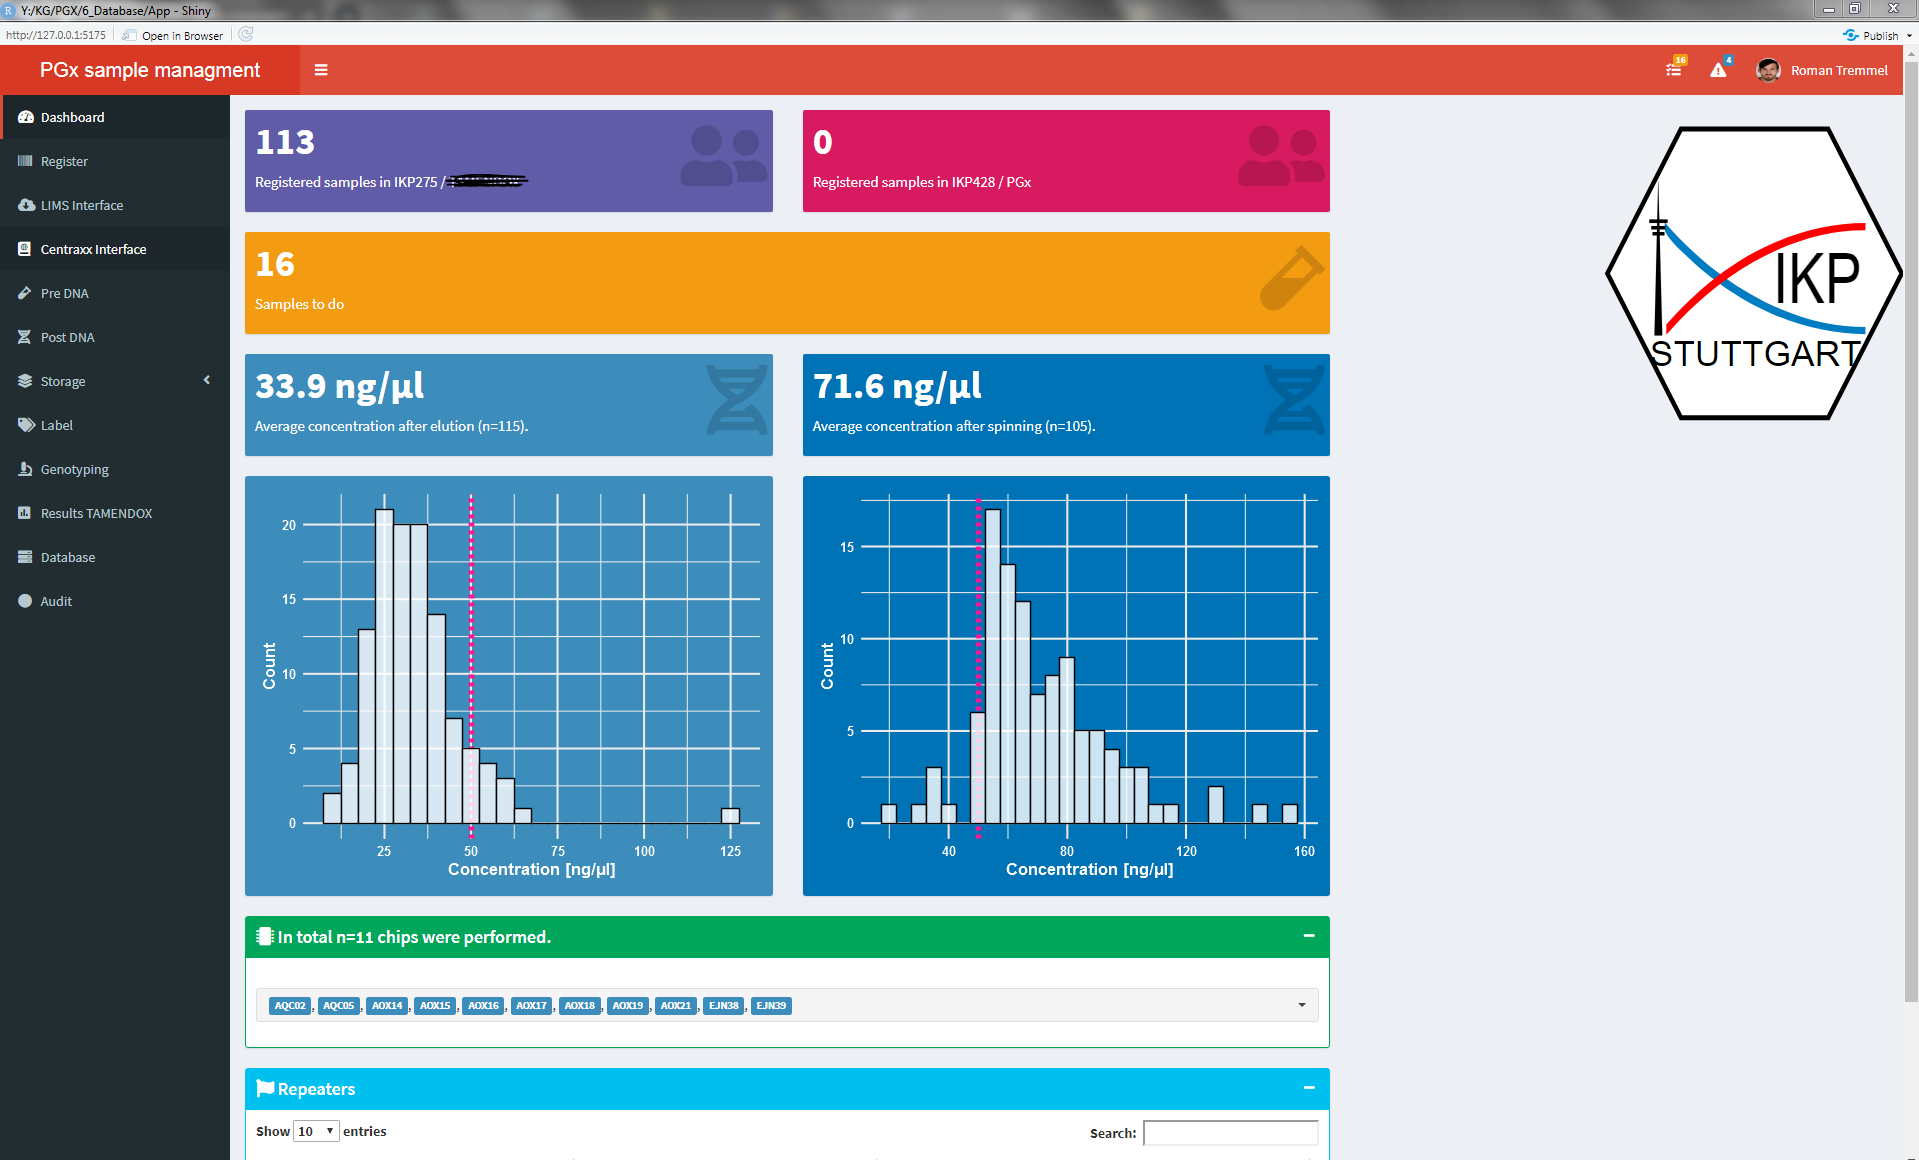 Y:/KG/PGX/6_Database/App - Shiny
http://127.0.0.1:5175 Open in Browser Publish
PGx sample managment 16 4 Roman Tremmel
Dashboard
Register
LIMS Interface
Centraxx Interface
Pre DNA
Post DNA
Storage
Label
Genotyping
Results TAMENDOX
Database
Audit
113
Registered samples in IKP275 /
0
Registered samples in IKP428 / PGx
16
Samples to do
33.9 ng/µl
Average concentration after elution (n=115).
71.6 ng/µl
Average concentration after spinning (n=105).
IKP
STUTTGART
20
15
10
5
0
Count
25 50 75 100 125
Concentration [ng/µl]
15
10
5
0
Count
40 80 120 160
Concentration [ng/µl]
In total n=11 chips were performed.
AQC02, AQC05, AOX14, AOX15, AOX16, AOX17, AOX18, AOX19, AOX21, EJN38, EJN39
Repeaters
Show 10 entries
Search: